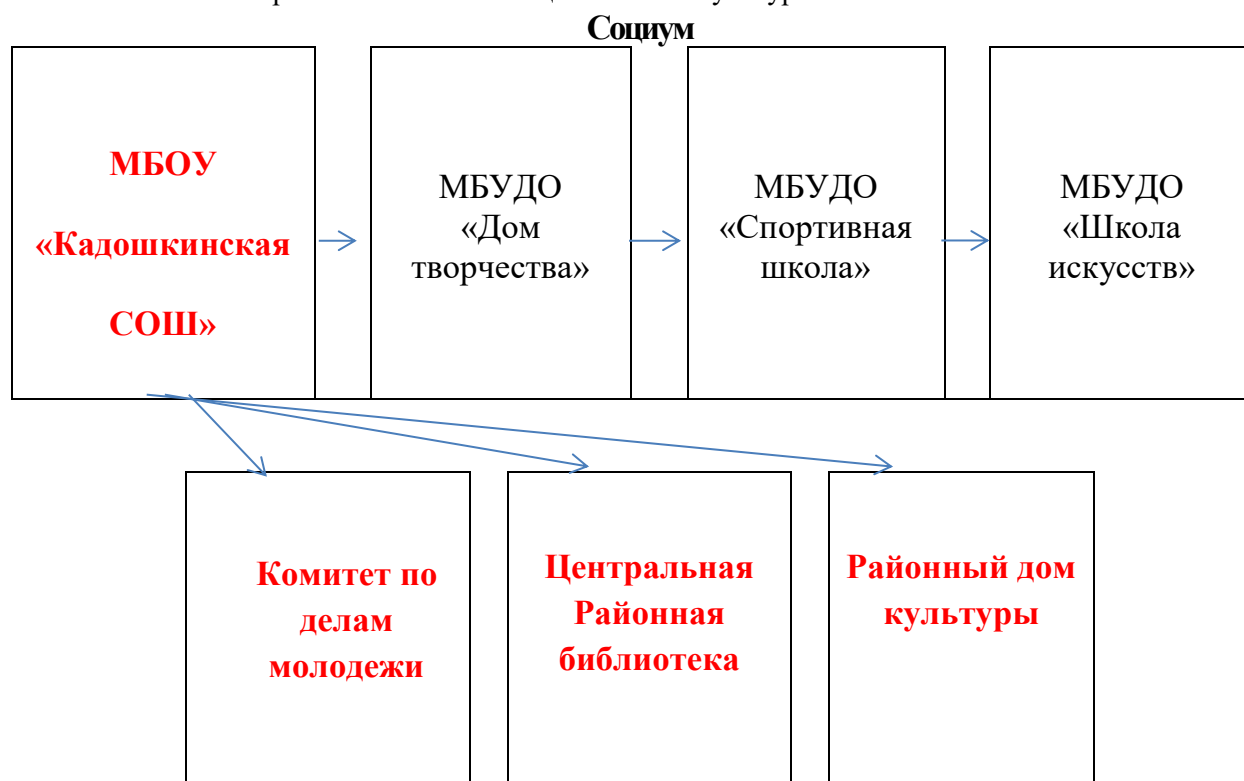 Социум
МБОУ
«Кадошкинская
СОШ»
МБУДО
«Дом
творчества»
МБУДО
«Спортивная
школа»
МБУДО
«Школа
искусств»
Комитет по
делам
молодежи
Центральная
Районная
библиотека
Районный дом
культуры